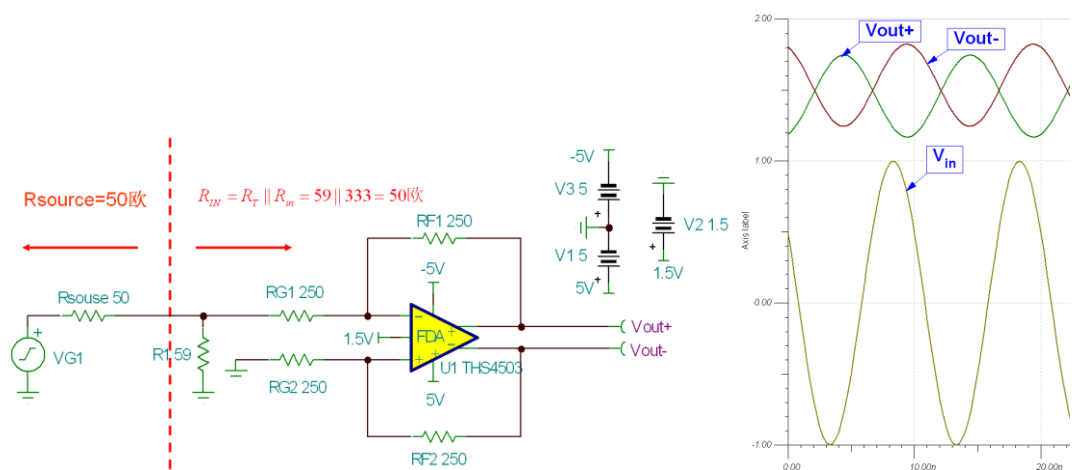 Rsource=50欧
R_IN = R_T || R_in = 59 || 333 = 50欧
Rsouse 50
VG1
+
R1 59
RG1 250
RG2 250
RF1 250
RF2 250
-5V
1.5V
FDA
U1 THS4503
5V
Vout+
Vout-
-5V
V3 5
+
V1 5
+
5V
V2 1.5
+
1.5V
Vout+
Vout-
V_in
Axis label
2.00
1.00
0.00
-1.00
0.00
10.00n
20.00n